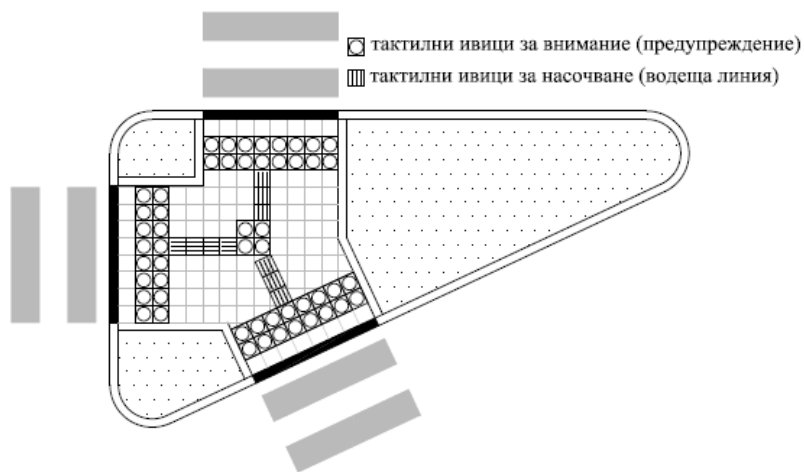 тактилни ивици за внимание (предупреждение)
тактилни ивици за насочване (водеща линия)